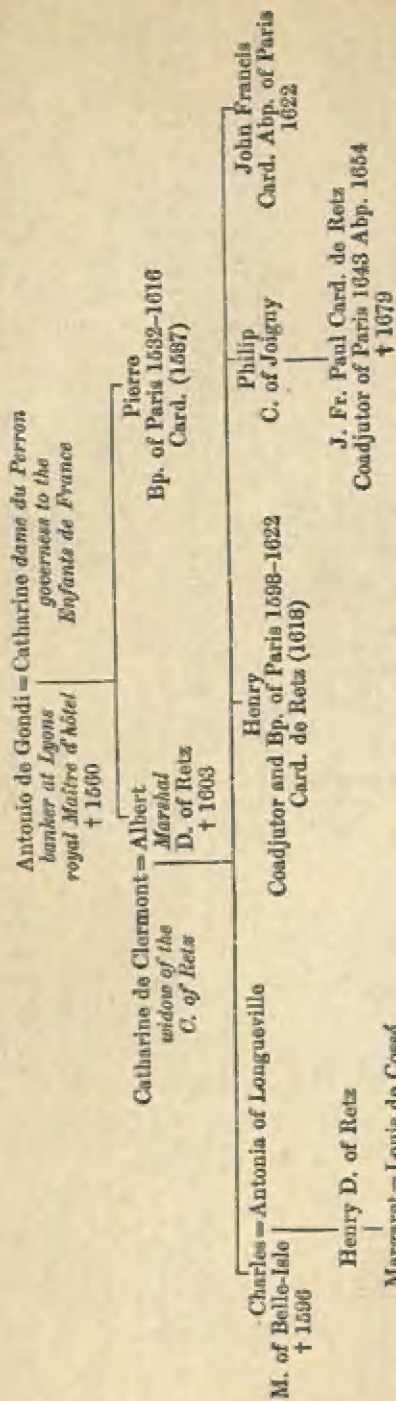 Antonio de Gondi = Catharine dame du Perron
banker at Lyons governess to the
royal Maître d'hôtel Enfants de France
† 1560
Catharine de Clermont = Albert
widow of the Marshal
C. of Retz D. of Retz
† 1603
Pierre
Bp. of Paris 1532–1616
Card. (1587)
Charles = Antonia of Longueville
M. of Belle-Isle
† 1596
Henry
Coadjutor and Bp. of Paris 1598–1622
Card. de Retz (1618)
Philip
C. of Joigny
John Francis
Card. Abp. of Paris
1622
Henry D. of Retz
J. Fr. Paul Card. de Retz
Coadjutor of Paris 1643 Abp. 1654
† 1679
Margaret = Louis de Cossé